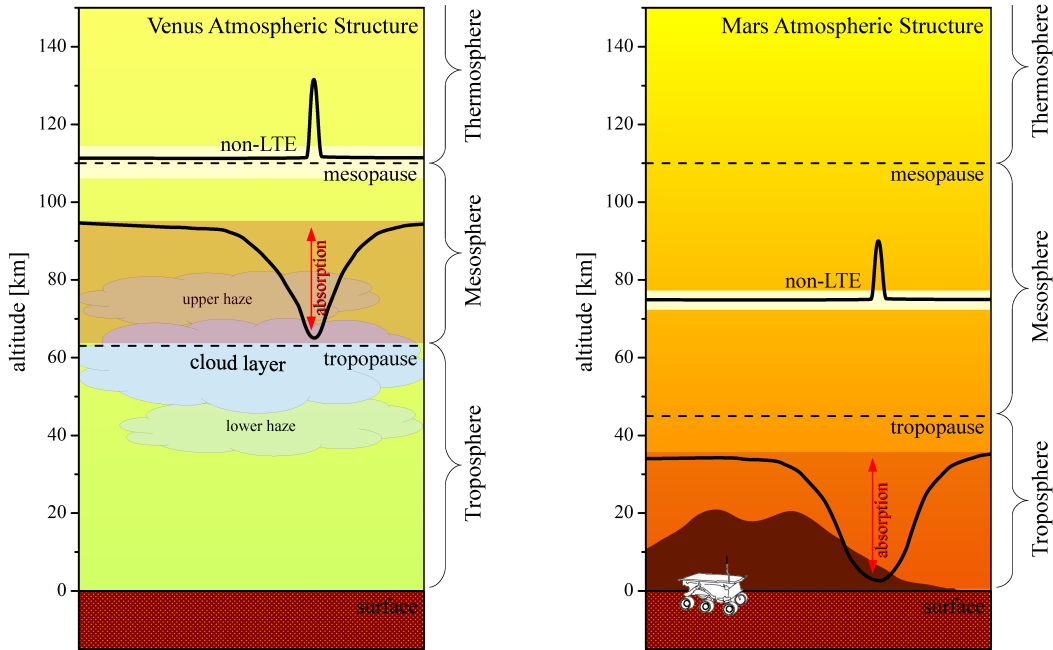 Venus Atmospheric Structure
altitude [km]
140
120
100
80
60
40
20
0
non-LTE
mesopause
absorption
upper haze
tropopause
cloud layer
lower haze
surface
Thermosphere
Mesosphere
Troposphere
Mars Atmospheric Structure
altitude [km]
140
120
100
80
60
40
20
0
mesopause
non-LTE
tropopause
absorption
surface
Thermosphere
Mesosphere
Troposphere